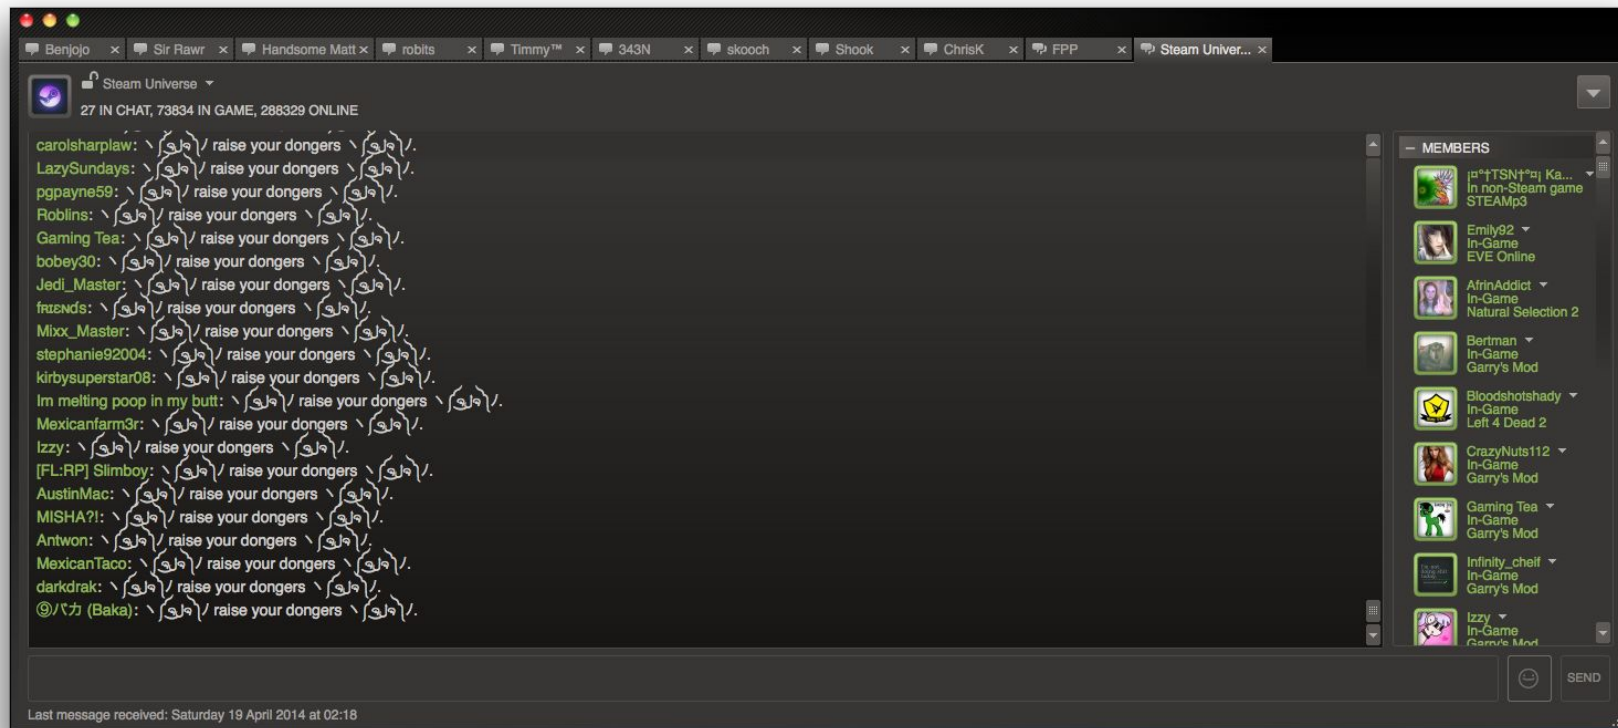 Benjojo
Sir Rawr
Handsome Matt
robits
Timmy™
343N
skooch
Shook
ChrisK
FPP
Steam Univer...
Steam Universe
27 IN CHAT, 73834 IN GAME, 288329 ONLINE
carolsharplaw: ヽ༼ຈل͜ຈ༽ﾉ raise your dongers ヽ༼ຈل͜ຈ༽ﾉ.
LazySundays: ヽ༼ຈل͜ຈ༽ﾉ raise your dongers ヽ༼ຈل͜ຈ༽ﾉ.
pgpayne59: ヽ༼ຈل͜ຈ༽ﾉ raise your dongers ヽ༼ຈل͜ຈ༽ﾉ.
Roblins: ヽ༼ຈل͜ຈ༽ﾉ raise your dongers ヽ༼ຈل͜ຈ༽ﾉ.
Gaming Tea: ヽ༼ຈل͜ຈ༽ﾉ raise your dongers ヽ༼ຈل͜ຈ༽ﾉ.
bobey30: ヽ༼ຈل͜ຈ༽ﾉ raise your dongers ヽ༼ຈل͜ຈ༽ﾉ.
Jedi_Master: ヽ༼ຈل͜ຈ༽ﾉ raise your dongers ヽ༼ຈل͜ຈ༽ﾉ.
fʀɪᴇɴɗs: ヽ༼ຈل͜ຈ༽ﾉ raise your dongers ヽ༼ຈل͜ຈ༽ﾉ.
Mixx_Master: ヽ༼ຈل͜ຈ༽ﾉ raise your dongers ヽ༼ຈل͜ຈ༽ﾉ.
stephanie92004: ヽ༼ຈل͜ຈ༽ﾉ raise your dongers ヽ༼ຈل͜ຈ༽ﾉ.
kirbysuperstar08: ヽ༼ຈل͜ຈ༽ﾉ raise your dongers ヽ༼ຈل͜ຈ༽ﾉ.
Im melting poop in my butt: ヽ༼ຈل͜ຈ༽ﾉ raise your dongers ヽ༼ຈل͜ຈ༽ﾉ.
Mexicanfarm3r: ヽ༼ຈل͜ຈ༽ﾉ raise your dongers ヽ༼ຈل͜ຈ༽ﾉ.
Izzy: ヽ༼ຈل͜ຈ༽ﾉ raise your dongers ヽ༼ຈل͜ຈ༽ﾉ.
[FL:RP] Slimboy: ヽ༼ຈل͜ຈ༽ﾉ raise your dongers ヽ༼ຈل͜ຈ༽ﾉ.
AustinMac: ヽ༼ຈل͜ຈ༽ﾉ raise your dongers ヽ༼ຈل͜ຈ༽ﾉ.
MISHA?!: ヽ༼ຈل͜ຈ༽ﾉ raise your dongers ヽ༼ຈل͜ຈ༽ﾉ.
Antwon: ヽ༼ຈل͜ຈ༽ﾉ raise your dongers ヽ༼ຈل͜ຈ༽ﾉ.
MexicanTaco: ヽ༼ຈل͜ຈ༽ﾉ raise your dongers ヽ༼ຈل͜ຈ༽ﾉ.
darkdrak: ヽ༼ຈل͜ຈ༽ﾉ raise your dongers ヽ༼ຈل͜ຈ༽ﾉ.
⑨バカ (Baka): ヽ༼ຈل͜ຈ༽ﾉ raise your dongers ヽ༼ຈل͜ຈ༽ﾉ.
MEMBERS
¡¤°†TSN†°¤¡ Ka...
In non-Steam game
STEAMp3
Emily92
In-Game
EVE Online
AfrinAddict
In-Game
Natural Selection 2
Bertman
In-Game
Garry's Mod
Bloodshotshady
In-Game
Left 4 Dead 2
CrazyNuts112
In-Game
Garry's Mod
Gaming Tea
In-Game
Garry's Mod
Infinity_cheif
In-Game
Garry's Mod
Izzy
In-Game
Garry's Mod
SEND
Last message received: Saturday 19 April 2014 at 02:18